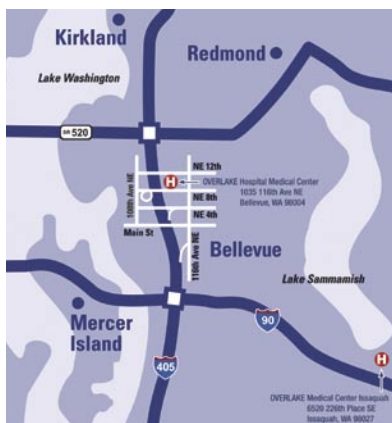 Kirkland
Redmond
Lake Washington
SR 520
NE 12th
H
OVERLAKE Hospital Medical Center
1035 116th Ave NE
Bellevue, WA 98004
108th Ave NE
NE 8th
NE 4th
Main St
116th Ave NE
Bellevue
Lake Sammamish
Mercer
Island
90
405
H
OVERLAKE Medical Center Issaquah
6520 226th Place SE
Issaquah, WA 98027